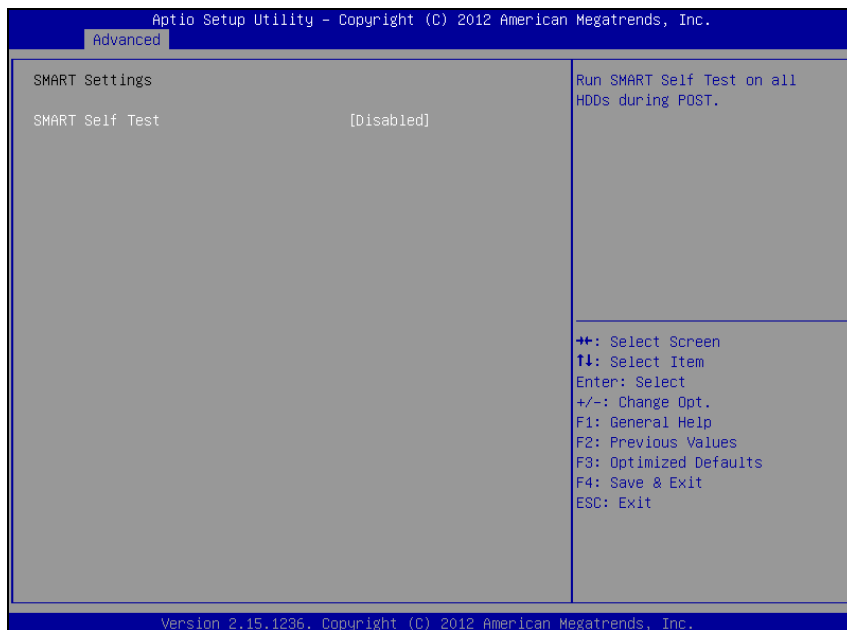 Aptio Setup Utility – Copyright (C) 2012 American Megatrends, Inc.
Advanced
SMART Settings
SMART Self Test [Disabled]
Run SMART Self Test on all
HDDs during POST.
→←: Select Screen
↑↓: Select Item
Enter: Select
+/-: Change Opt.
F1: General Help
F2: Previous Values
F3: Optimized Defaults
F4: Save & Exit
ESC: Exit
Version 2.15.1236. Copyright (C) 2012 American Megatrends, Inc.